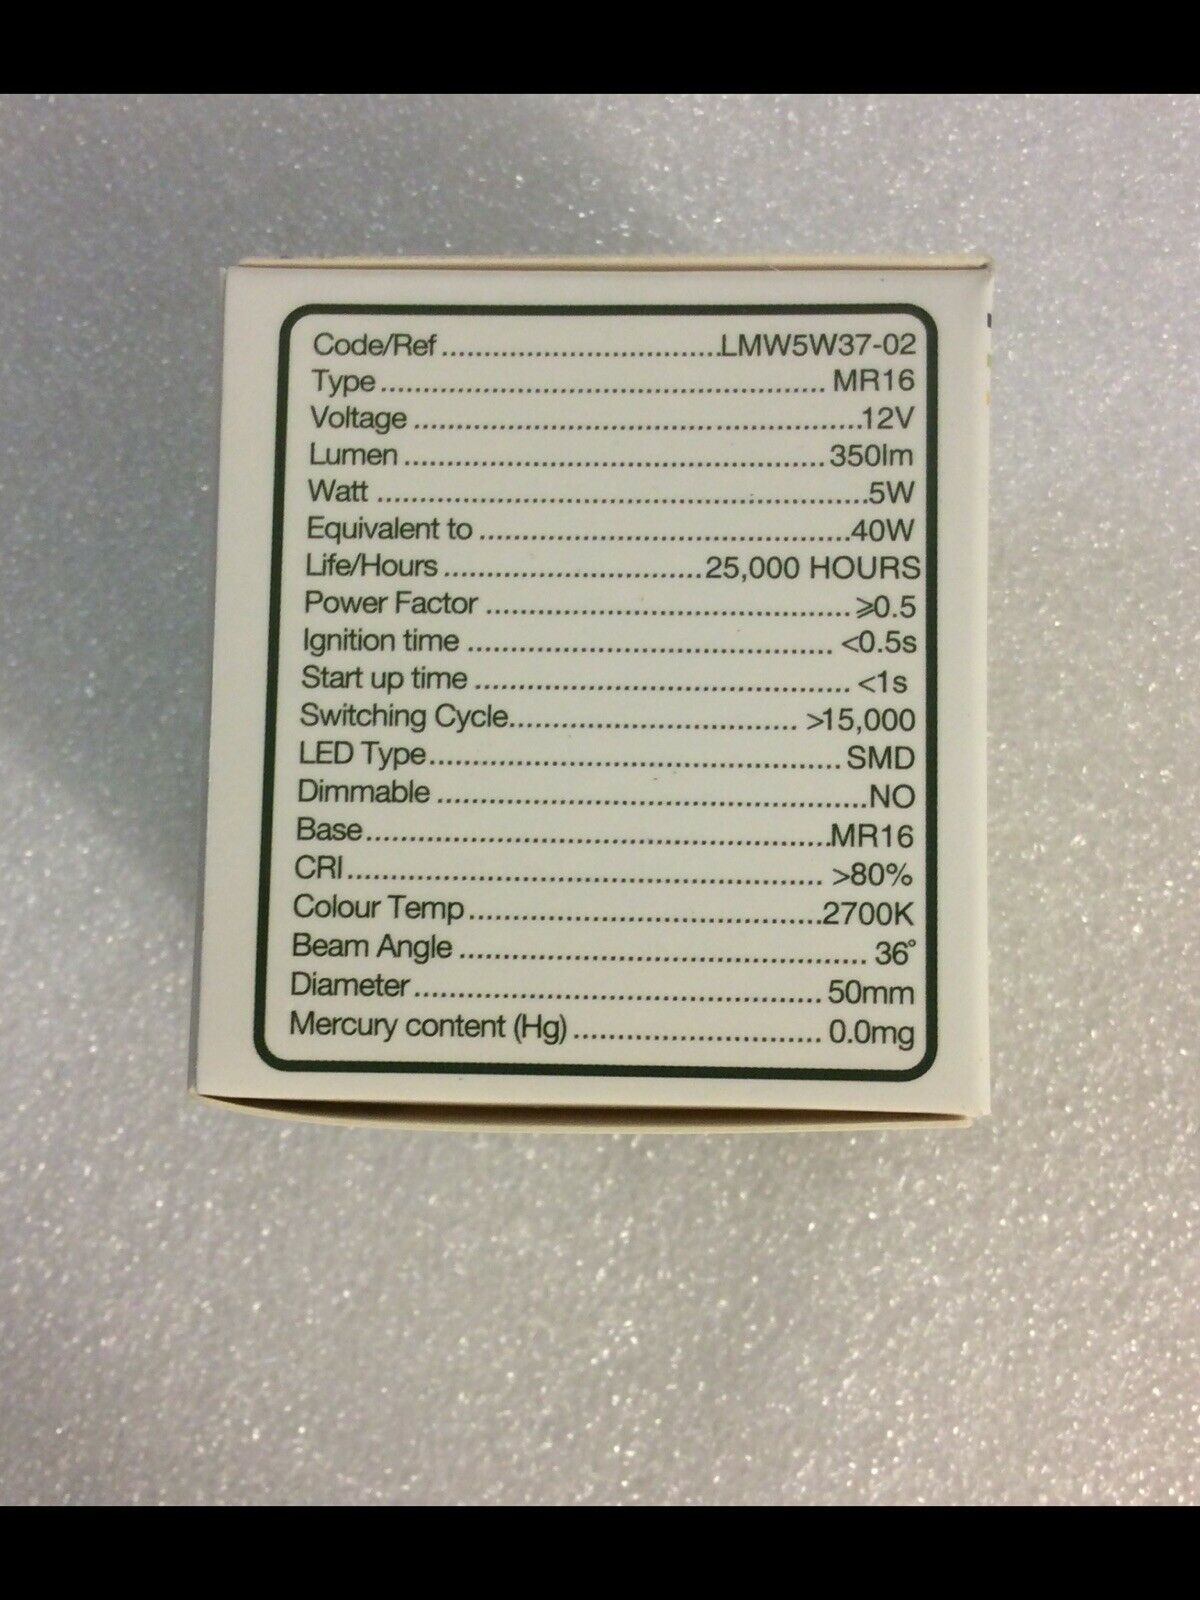 Code/Ref................................LMW5W37-02
Type.................................................. MR16
Voltage ..................................................12V
Lumen ............................................... 350lm
Watt .......................................................5W
Equivalent to ..........................................40W
Life/Hours .............................25,000 HOURS
Power Factor ......................................... ⩾0.5
Ignition time ......................................... <0.5s
Start up time .......................................... <1s
Switching Cycle................................ >15,000
LED Type.............................................. SMD
Dimmable ................................................NO
Base....................................................MR16
CRI..................................................... >80%
Colour Temp........................................2700K
Beam Angle .............................................. 36°
Diameter.............................................. 50mm
Mercury content (Hg) ............................ 0.0mg